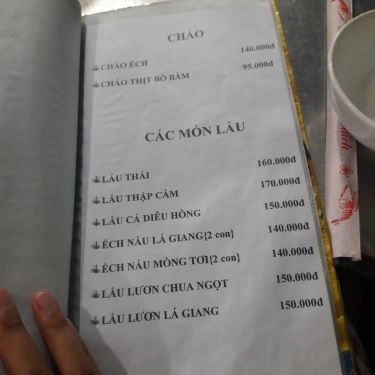 CHÁO
CHÁO ẾCH 140.000đ
CHÁO THỊT BÒ BẰM 95.000đ
CÁC MÓN LẨU
LẨU THÁI 160.000đ
LẨU THẬP CẨM 170.000đ
LẨU CÁ DIÊU HỒNG 150.000đ
ẾCH NẤU LÁ GIANG{2 con} 140.000đ
ẾCH NẤU MÒNG TƠI{2 con} 140.000đ
LẨU LƯƠN CHUA NGỌT 150.000đ
LẨU LƯƠN LÁ GIANG 150.000đ